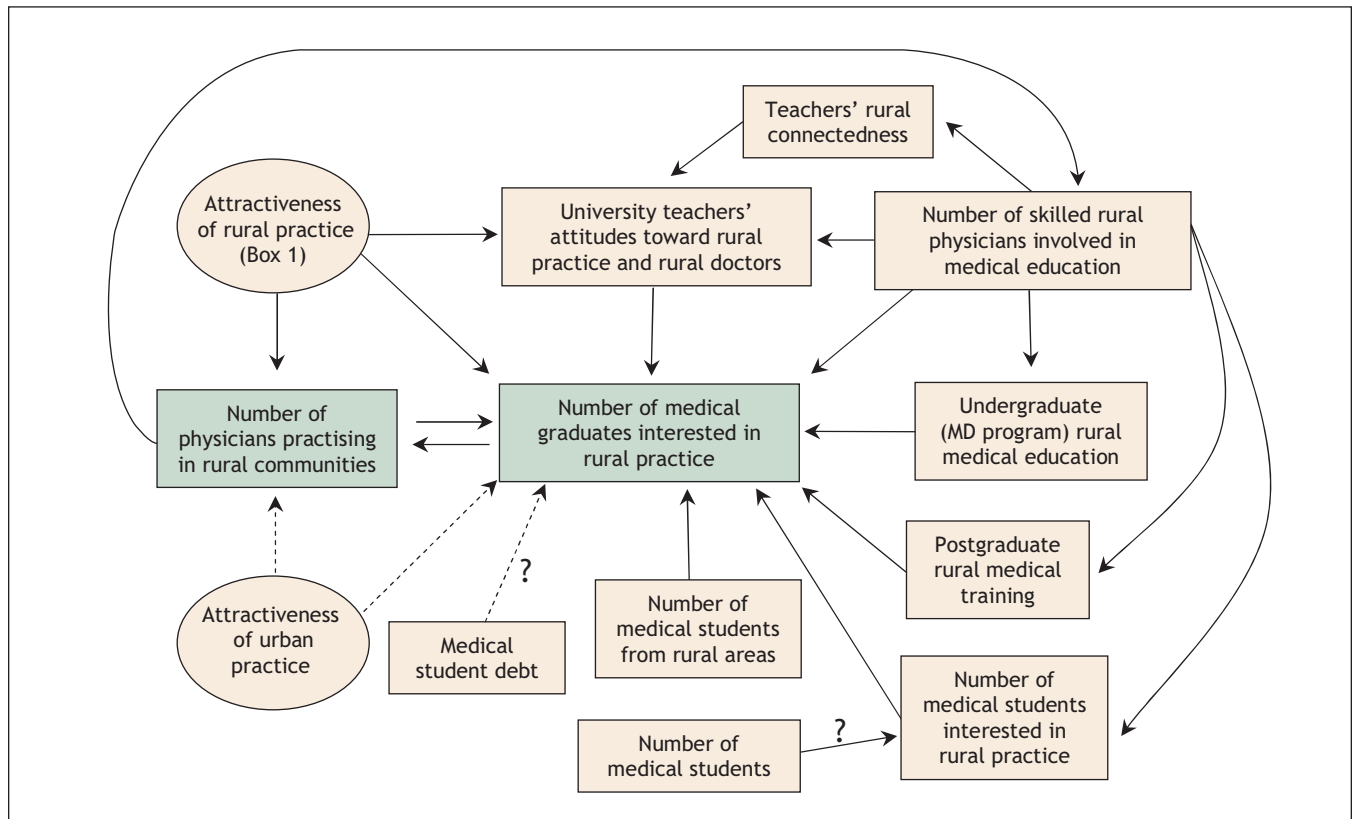 Teachers’ rural
connectedness
Attractiveness
of rural practice
(Box 1)
University teachers’
attitudes toward rural
practice and rural doctors
Number of skilled rural
physicians involved in
medical education
Number of
physicians practising
in rural communities
Number of medical
graduates interested in
rural practice
Undergraduate
(MD program) rural
medical education
Postgraduate
rural medical
training
Attractiveness
of urban
practice
?
Medical
student debt
Number of
medical students
from rural areas
Number of
medical students
interested in
rural practice
?
Number of
medical students